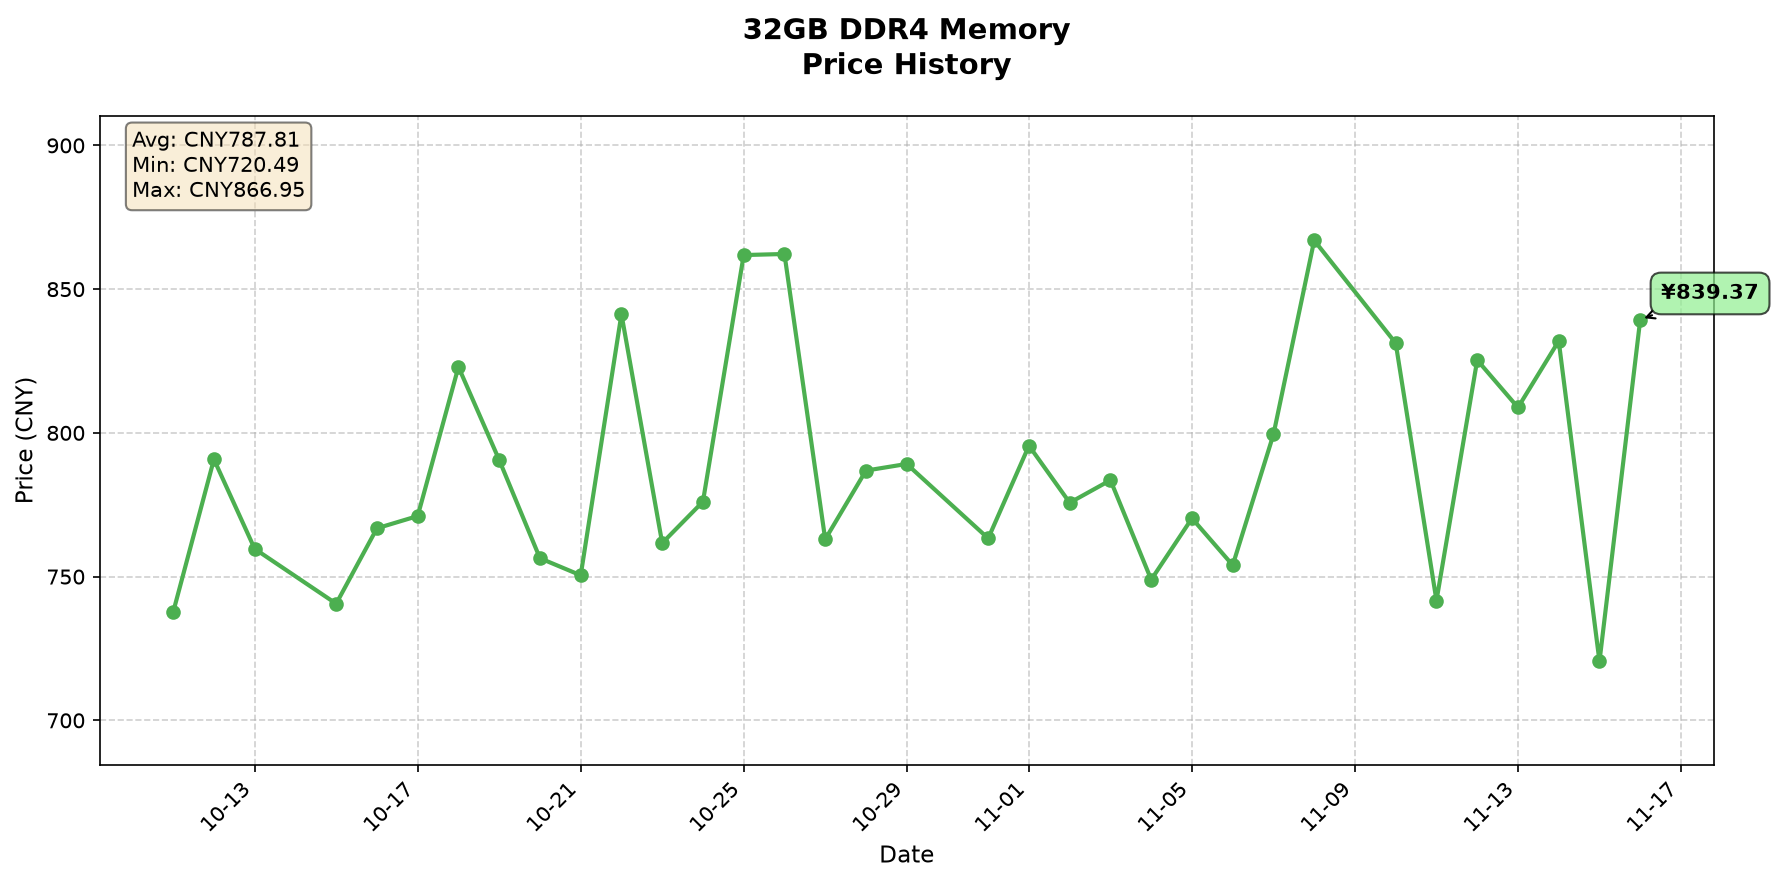 32GB DDR4 Memory
Price History
Avg: CNY787.81
Min: CNY720.49
Max: CNY866.95
¥839.37
Price (CNY)
900
850
800
750
700
10-13
10-17
10-21
10-25
10-29
11-01
11-05
11-09
11-13
11-17
Date